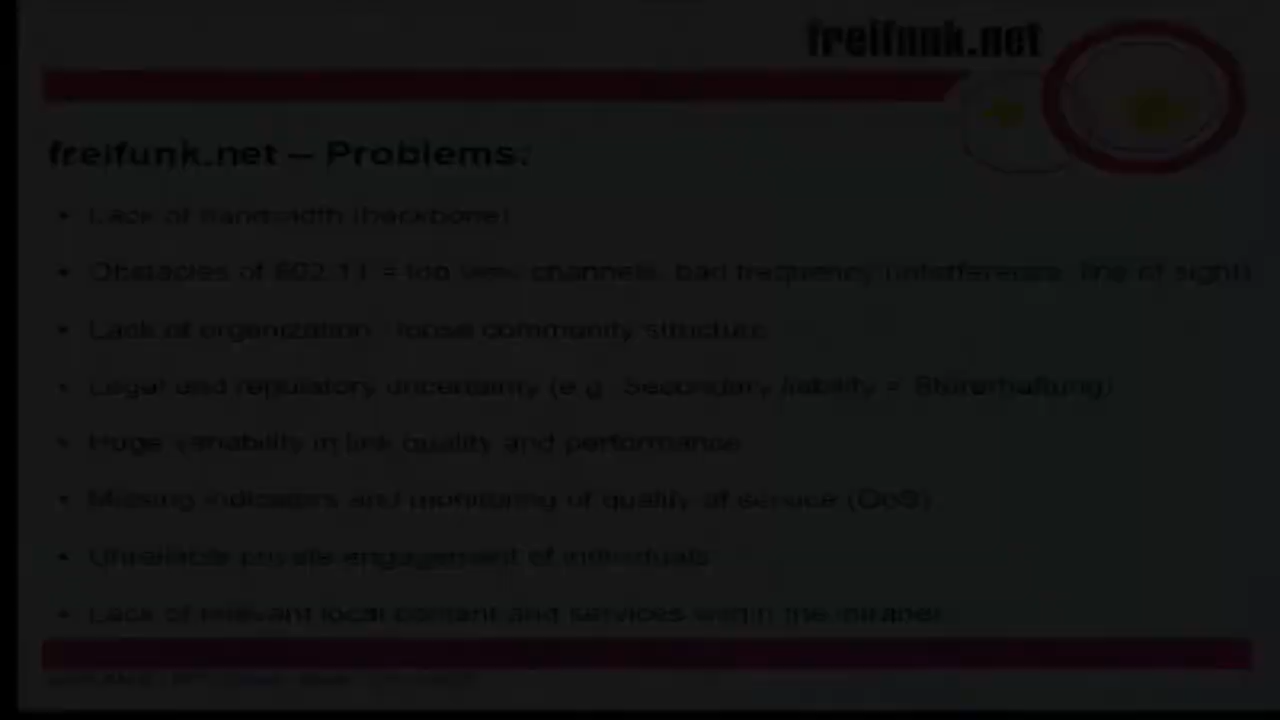 freifunk.net
freifunk.net – Problems:
• Lack of Bandwidth (backbone)
• Obstacles of 802.11 = too view channels, bad frequency (interference, line of sight)
• Lack of organization - loose community structure
• Legal and regulatory uncertainty (e.g. Secondary liability = Störerhaftung)
• Huge variability in link quality and performance
• Missing indicators and monitoring of quality of service (QoS)
• Unreliable private engagement of individuals
• Lack of relevant local content and services within the intranet